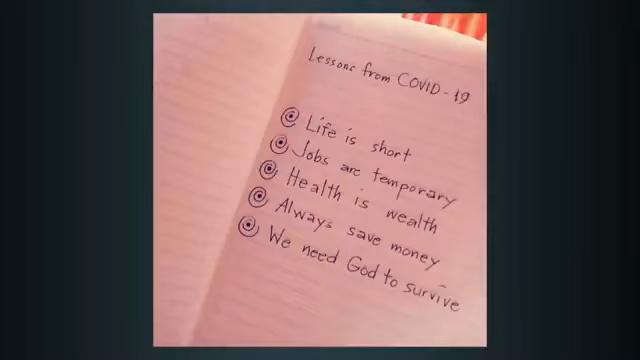 Lessons from COVID-19
Life is short
Jobs are temporary
Health is wealth
Always save money
We need God to survive